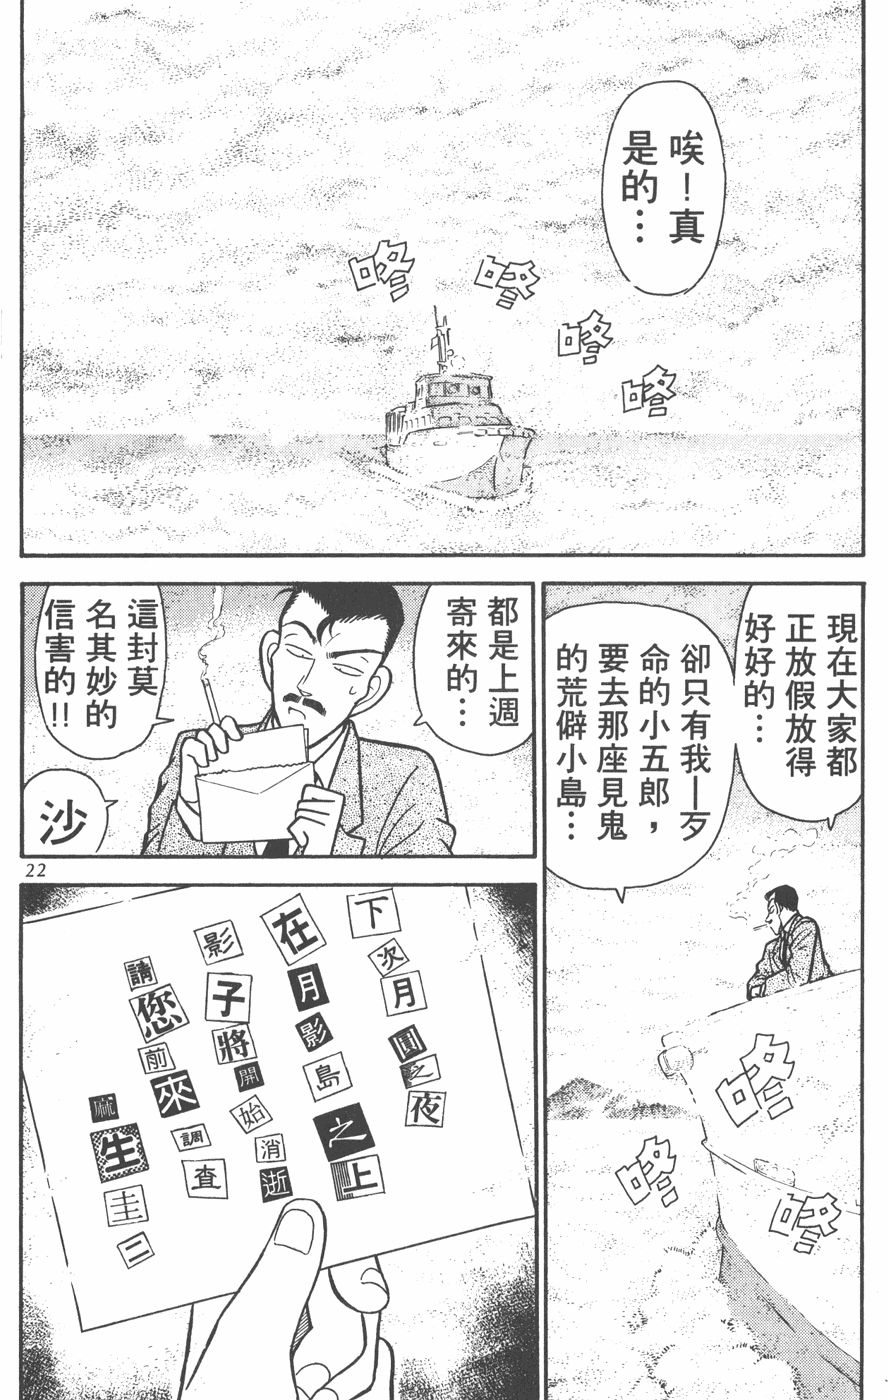 唉！真
是的…
咚
咚
咚
咚
現在大家都
正放假放得
好好的…
卻只有我—歹
命的小五郎，
要去那座見鬼
的荒僻小島…
咚
咚
咚
都是上週
寄來的…
這封莫
名其妙的
信害的!!
沙
22
下次月圓之夜
在月影島之上
影子將開始消逝
請您前來調查
麻生圭二